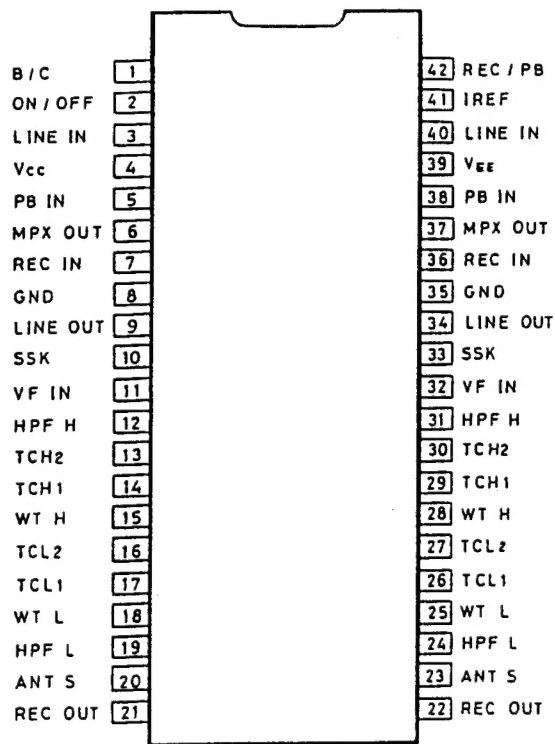 B/C 1 42 REC/PB
ON/OFF 2 41 IREF
LINE IN 3 40 LINE IN
Vcc 4 39 VEE
PB IN 5 38 PB IN
MPX OUT 6 37 MPX OUT
REC IN 7 36 REC IN
GND 8 35 GND
LINE OUT 9 34 LINE OUT
SSK 10 33 SSK
VF IN 11 32 VF IN
HPF H 12 31 HPF H
TCH2 13 30 TCH2
TCH1 14 29 TCH1
WT H 15 28 WT H
TCL2 16 27 TCL2
TCL1 17 26 TCL1
WT L 18 25 WT L
HPF L 19 24 HPF L
ANT S 20 23 ANT S
REC OUT 21 22 REC OUT